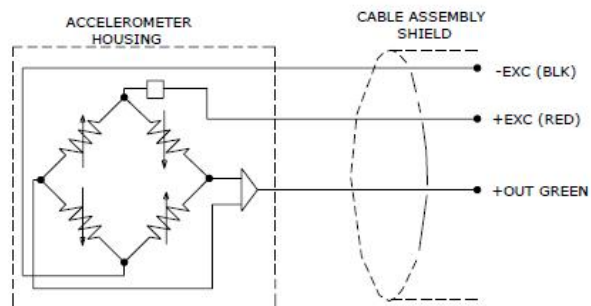 ACCELEROMETER
HOUSING
CABLE ASSEMBLY
SHIELD
-EXC (BLK)
+EXC (RED)
+OUT GREEN